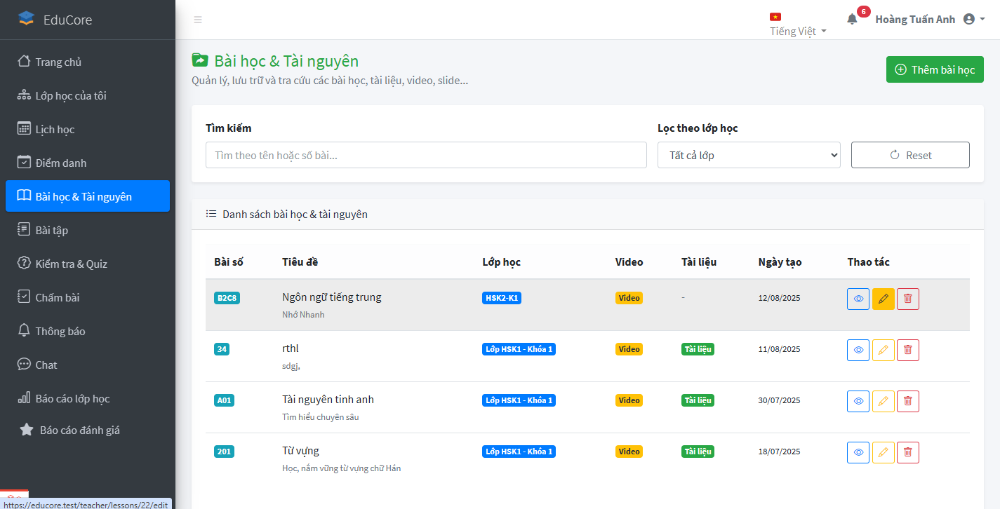 EduCore
Trang chủ
Lớp học của tôi
Lịch học
Điểm danh
Bài học & Tài nguyên
Bài tập
Kiểm tra & Quiz
Chấm bài
Thông báo
Chat
Báo cáo lớp học
Báo cáo đánh giá
https://educore.test/teacher/lessons/22/edit
Tiếng Việt
6
Hoàng Tuấn Anh
Bài học & Tài nguyên
Quản lý, lưu trữ và tra cứu các bài học, tài liệu, video, slide...
Thêm bài học
Tìm kiếm
Tìm theo tên hoặc số bài...
Lọc theo lớp học
Tất cả lớp
Reset
Danh sách bài học & tài nguyên
Bài số Tiêu đề Lớp học Video Tài liệu Ngày tạo Thao tác
B2C8 Ngôn ngữ tiếng trung HSK2-K1 Video - 12/08/2025
Nhớ Nhanh
34 rthl Lớp HSK1 - Khóa 1 Video Tài liệu 11/08/2025
sdgj,
A01 Tài nguyên tinh anh Lớp HSK1 - Khóa 1 Video Tài liệu 30/07/2025
Tìm hiểu chuyên sâu
201 Từ vựng Lớp HSK1 - Khóa 1 Video Tài liệu 18/07/2025
Học, nắm vững từ vựng chữ Hán